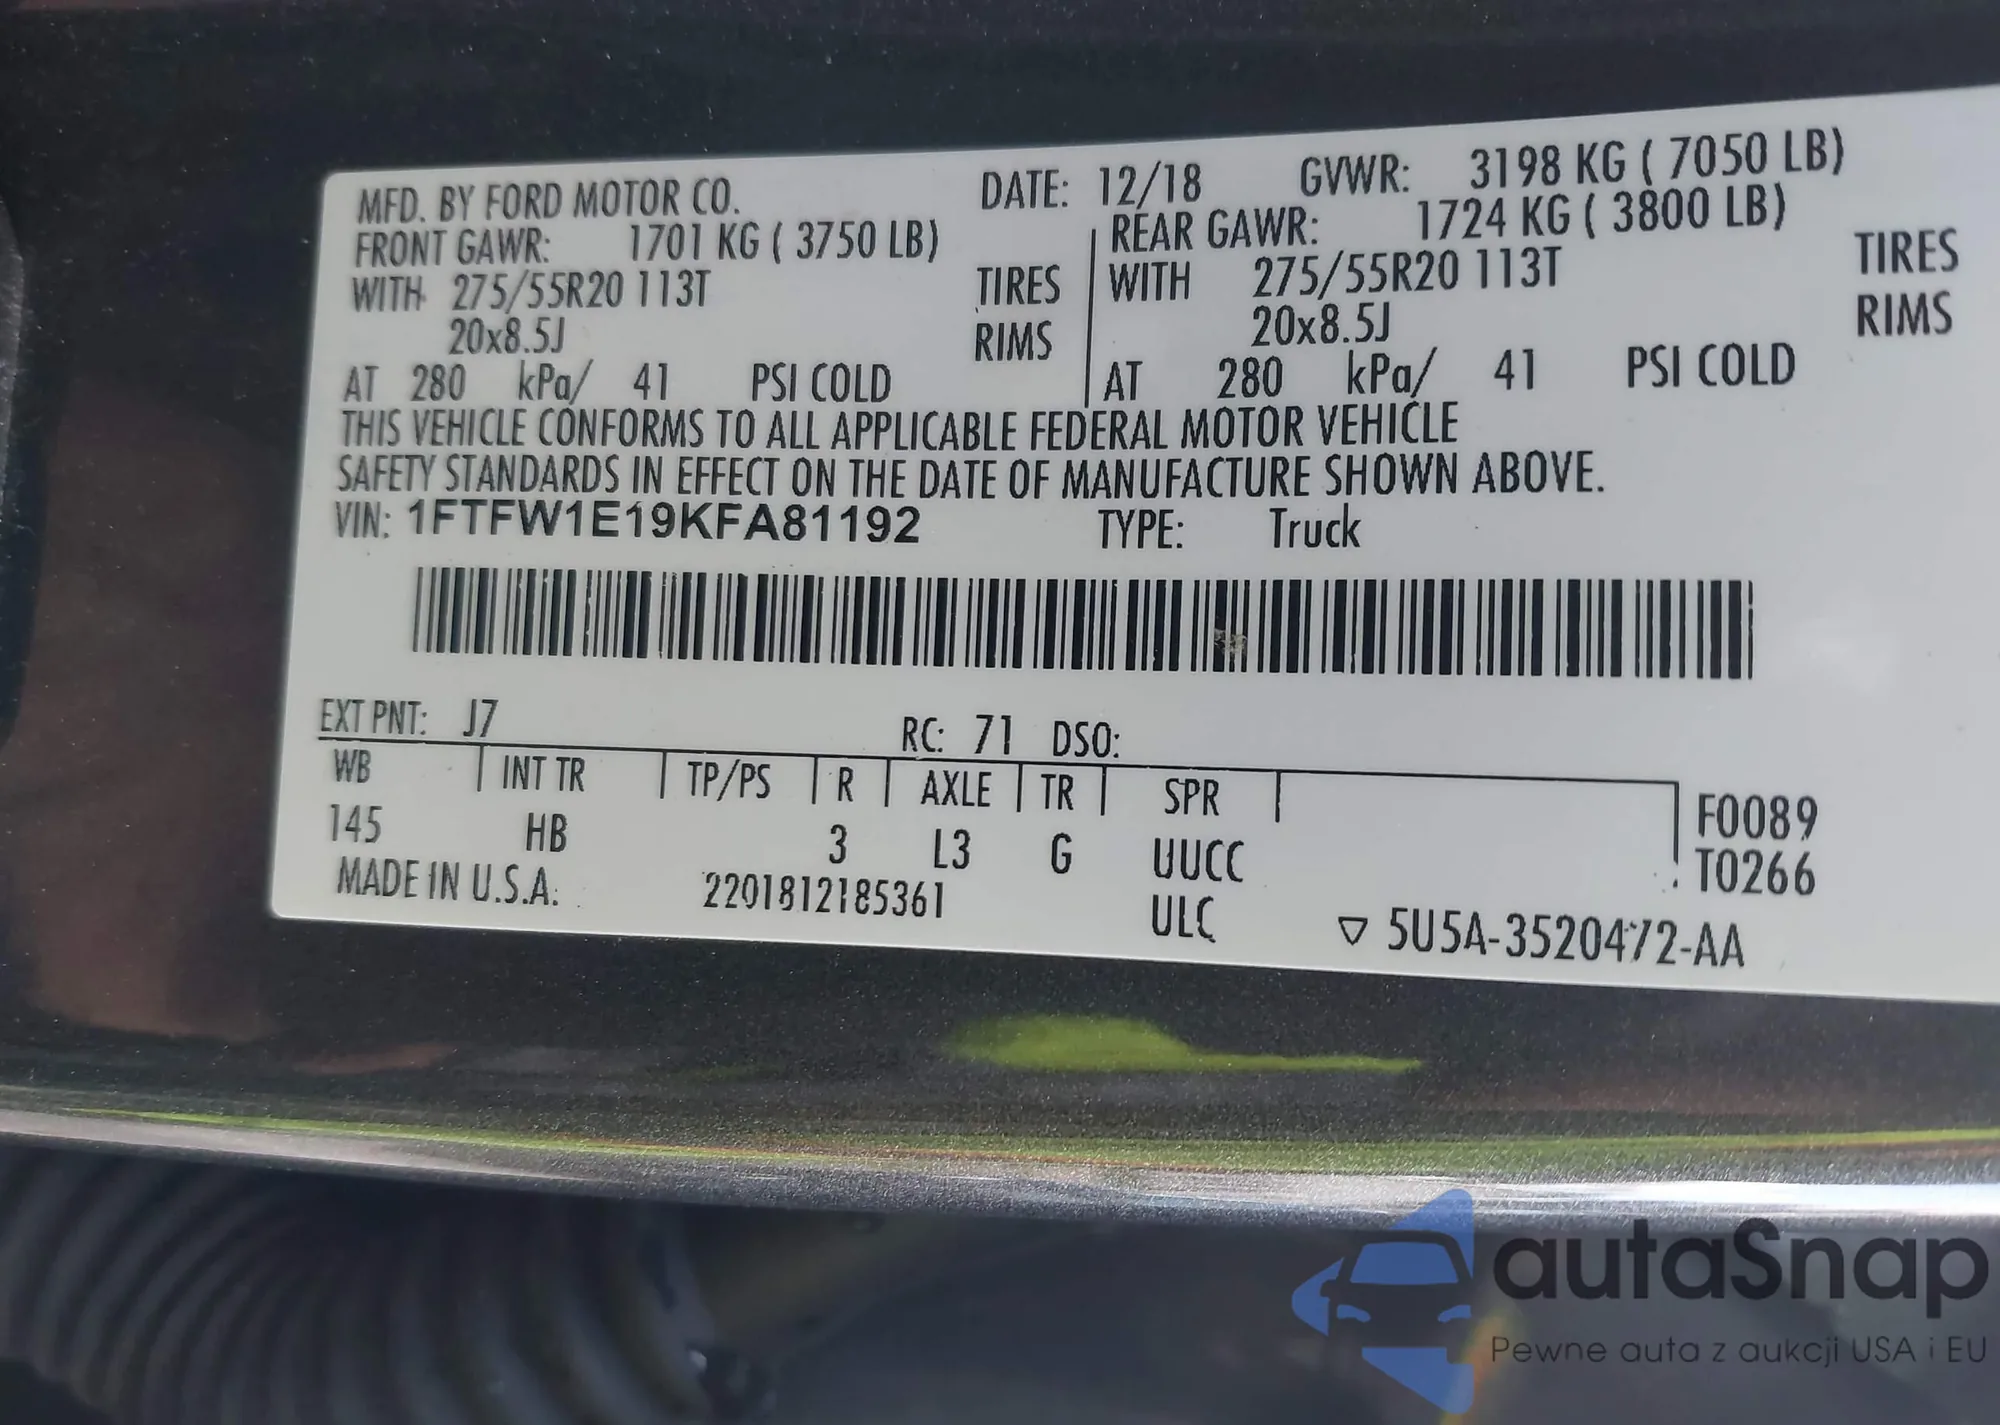 MFD. BY FORD MOTOR CO. DATE: 12/18 GVWR: 3198 KG ( 7050 LB)
FRONT GAWR: 1701 KG ( 3750 LB) REAR GAWR: 1724 KG ( 3800 LB)
WITH 275/55R20 113T TIRES WITH 275/55R20 113T TIRES
20x8.5J RIMS 20x8.5J RIMS
AT 280 kPa/ 41 PSI COLD AT 280 kPa/ 41 PSI COLD
THIS VEHICLE CONFORMS TO ALL APPLICABLE FEDERAL MOTOR VEHICLE
SAFETY STANDARDS IN EFFECT ON THE DATE OF MANUFACTURE SHOWN ABOVE.
VIN: 1FTFW1E19KFA81192 TYPE: Truck
EXT PNT: J7 RC: 71 DSO:
WB INT TR TP/PS R AXLE TR SPR F0089
145 HB 3 L3 G UUCC T0266
MADE IN U.S.A. 2201812185361 ULC ▽ 5U5A-3520472-AA
autaSnap
Pewne auta z aukcji USA i EU